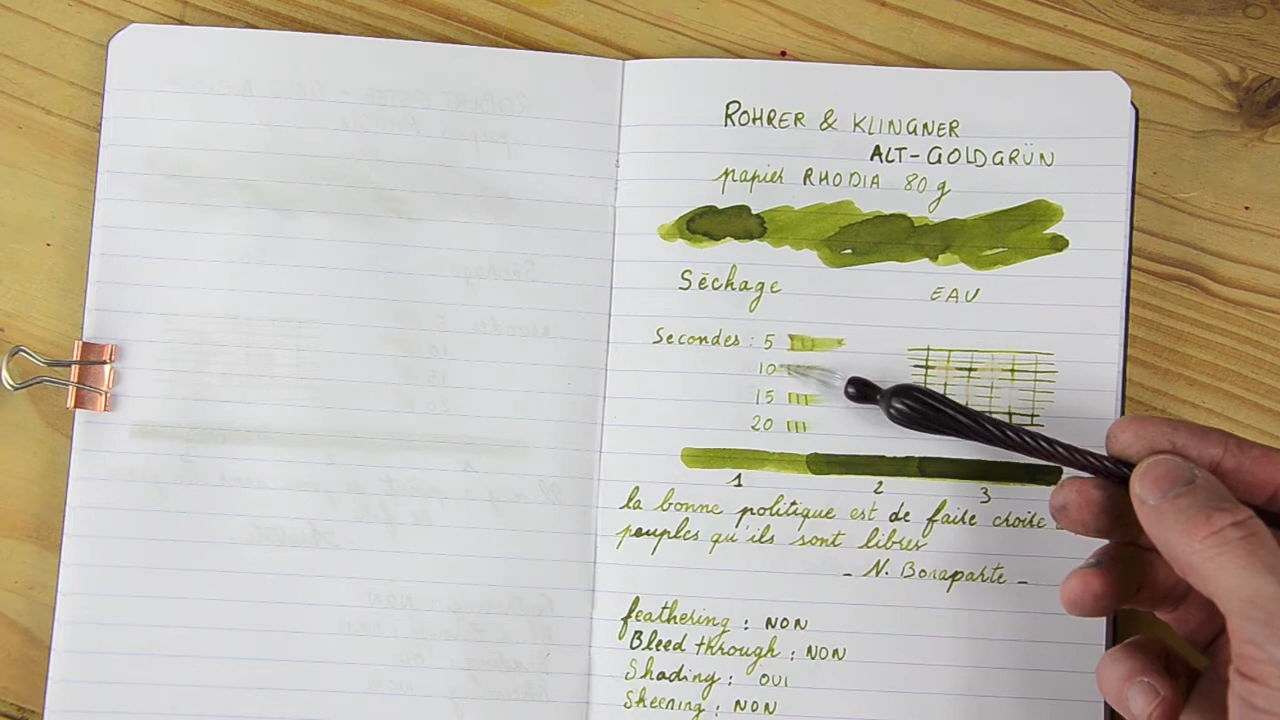 ROHRER & KLINGNER
ALT-GOLDGRÜN
papier RHODIA 80 g
Séchage
EAU
Secondes : 5
10
15
20
1 2 3
la bonne politique est de faire croire
peuples qu'ils sont libres
- N. Bonaparte -
feathering : NON
Bleed through : NON
Shading : OUI
Sheening : NON